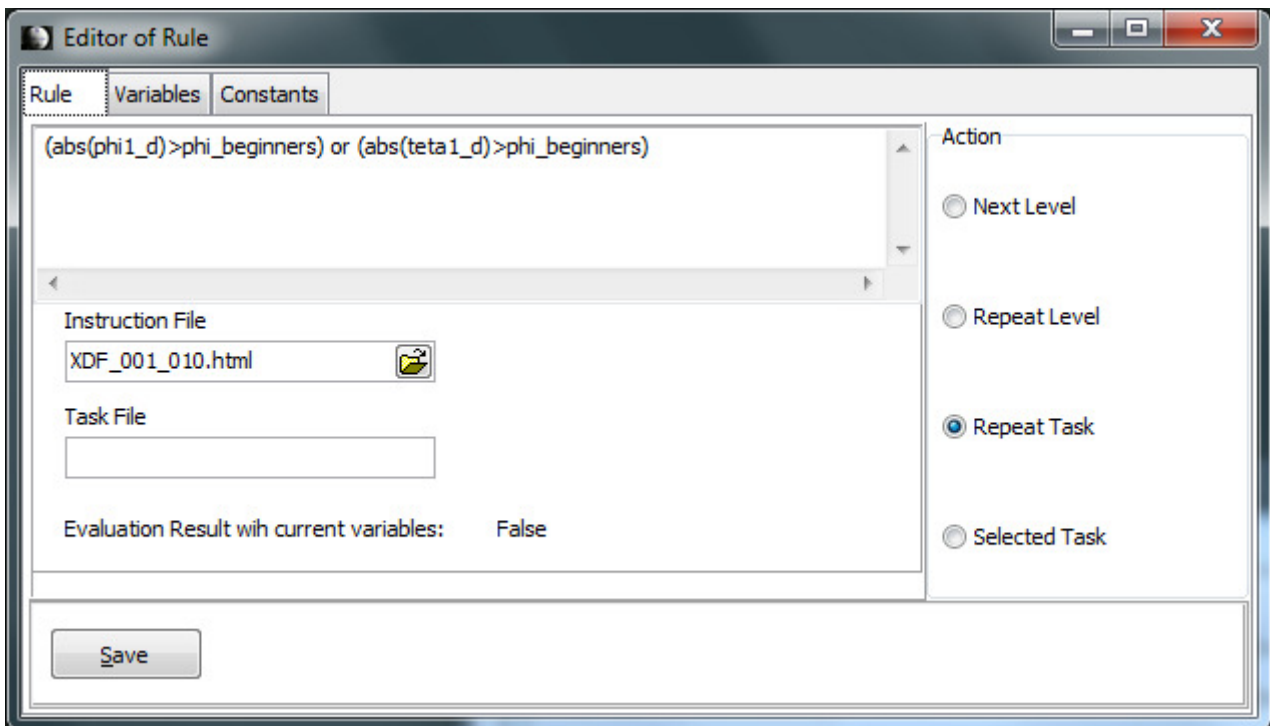 Editor of Rule
Rule Variables Constants
(abs(phi1_d)>phi_beginners) or (abs(teta1_d)>phi_beginners)
Action
Next Level
Repeat Level
Repeat Task
Selected Task
Instruction File
XDF_001_010.html
Task File
Evaluation Result wih current variables: False
Save